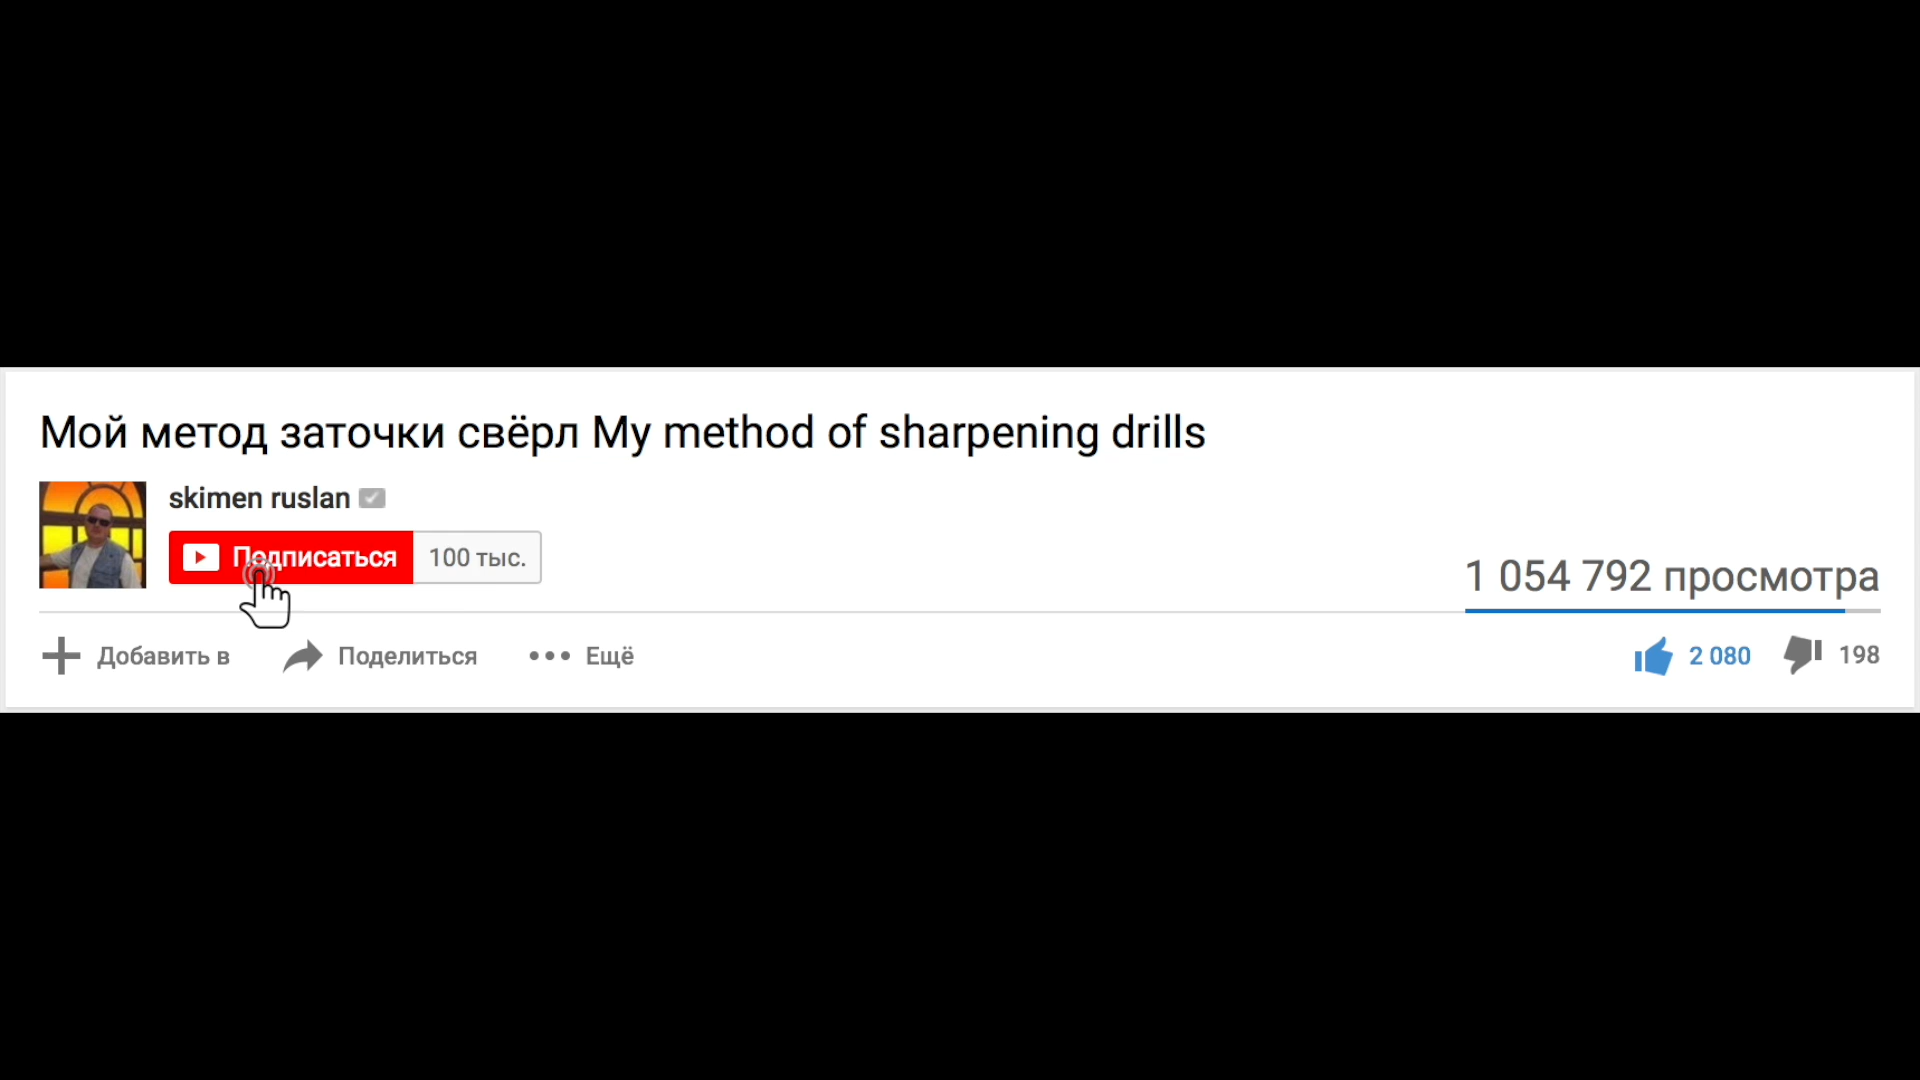 Мой метод заточки свёрл My method of sharpening drills
skimen ruslan
Подписаться 100 тыс.
1 054 792 просмотра
Добавить в Поделиться Ещё 2 080 198